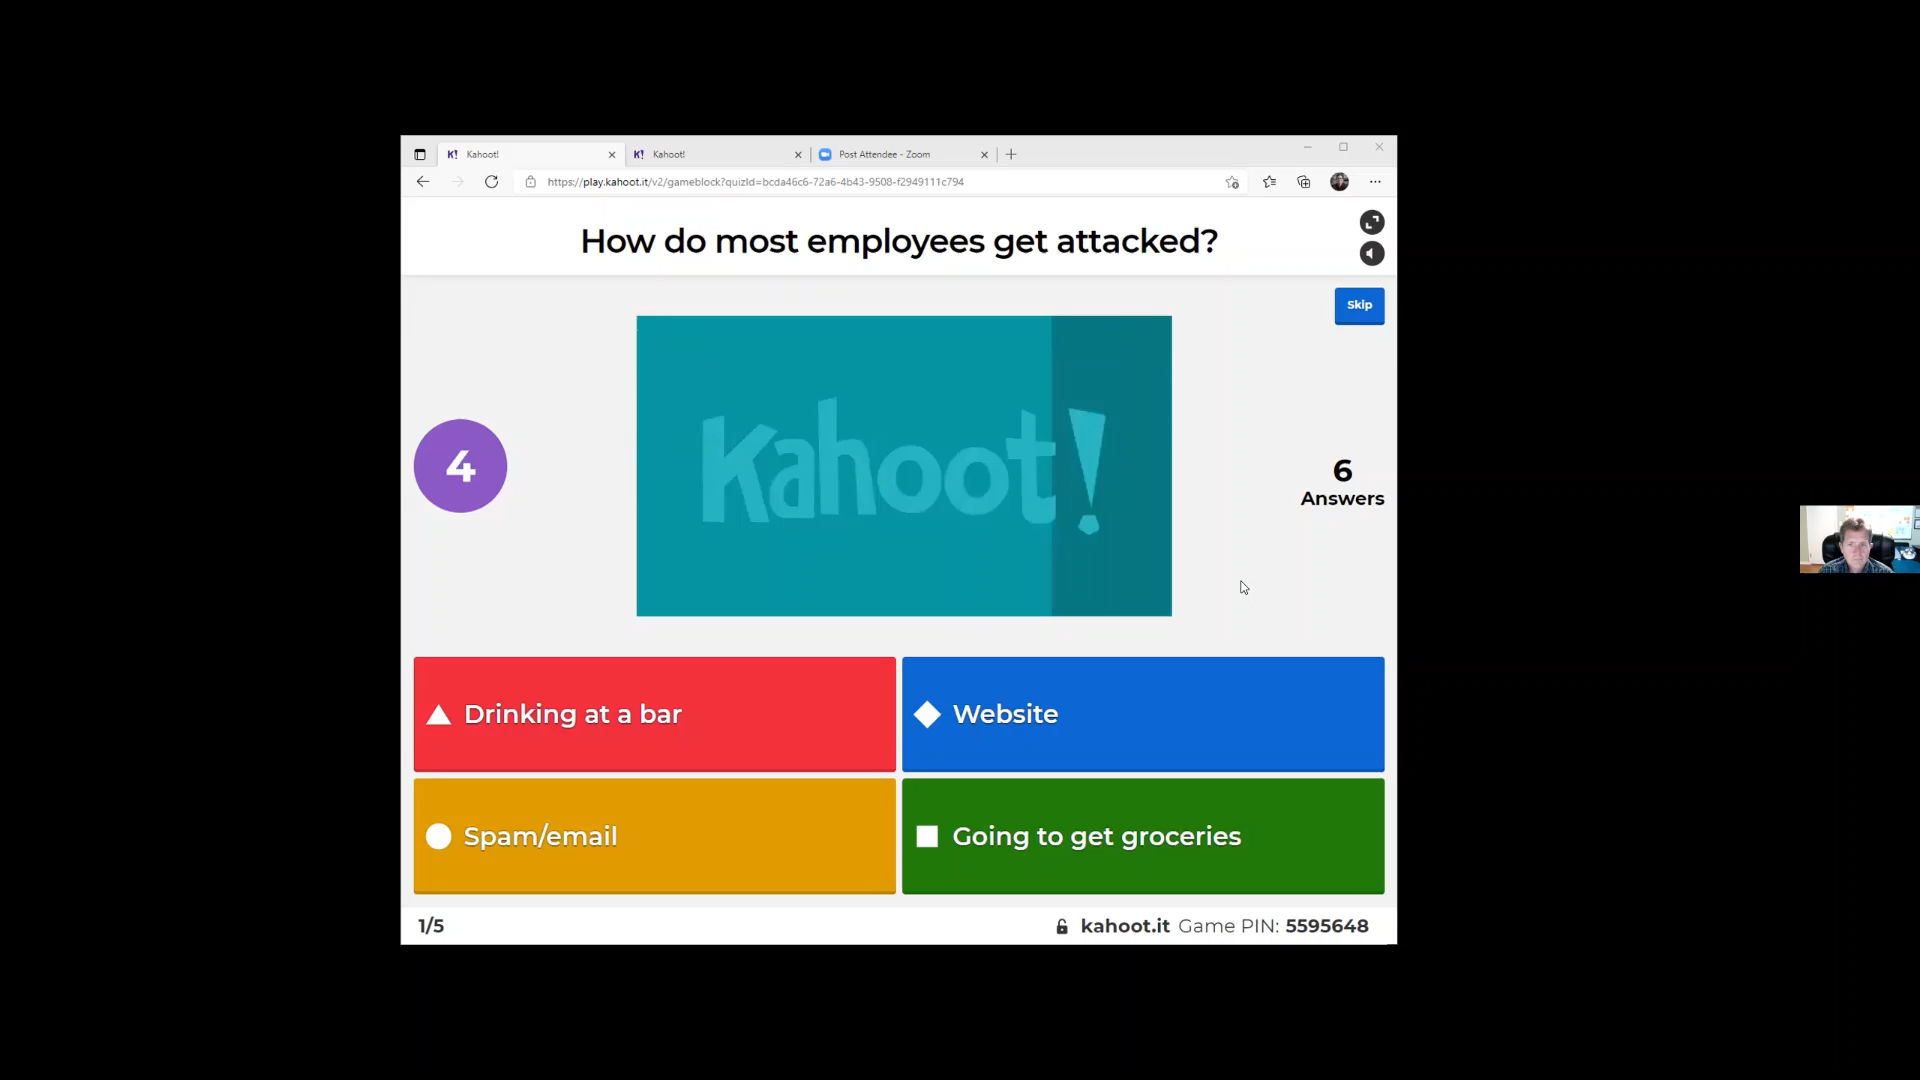 K! Kahoot!
K! Kahoot!
Post Attendee - Zoom
https://play.kahoot.it/v2/gameblock?quizId=bcda46c6-72a6-4b43-9508-f2949111c794
How do most employees get attacked?
Skip
Kahoot!
4
6
Answers
Drinking at a bar
Website
Spam/email
Going to get groceries
1/5
kahoot.it Game PIN: 5595648